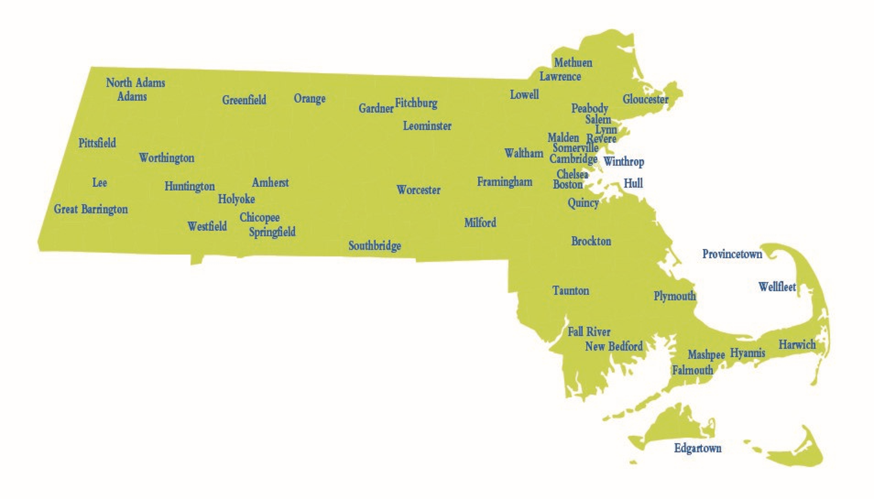 Methuen
Lawrence
North Adams
Adams
Greenfield
Orange
Gardner
Fitchburg
Lowell
Peabody
Gloucester
Salem
Leominster
Lynn
Malden
Revere
Pittsfield
Somerville
Worthington
Waltham
Cambridge
Winthrop
Chelsea
Lee
Huntington
Amherst
Worcester
Framingham
Boston
Hull
Holyoke
Quincy
Great Barrington
Chicopee
Westfield
Springfield
Milford
Southbridge
Brockton
Provincetown
Wellfleet
Taunton
Plymouth
Fall River
New Bedford
Harwich
Mashpee
Hyannis
Falmouth
Edgartown